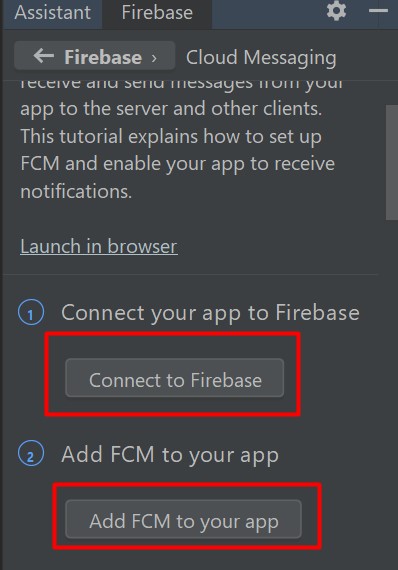 Assistant Firebase
← Firebase › Cloud Messaging
receive and send messages from your
app to the server and other clients.
This tutorial explains how to set up
FCM and enable your app to receive
notifications.
Launch in browser
1 Connect your app to Firebase
Connect to Firebase
2 Add FCM to your app
Add FCM to your app